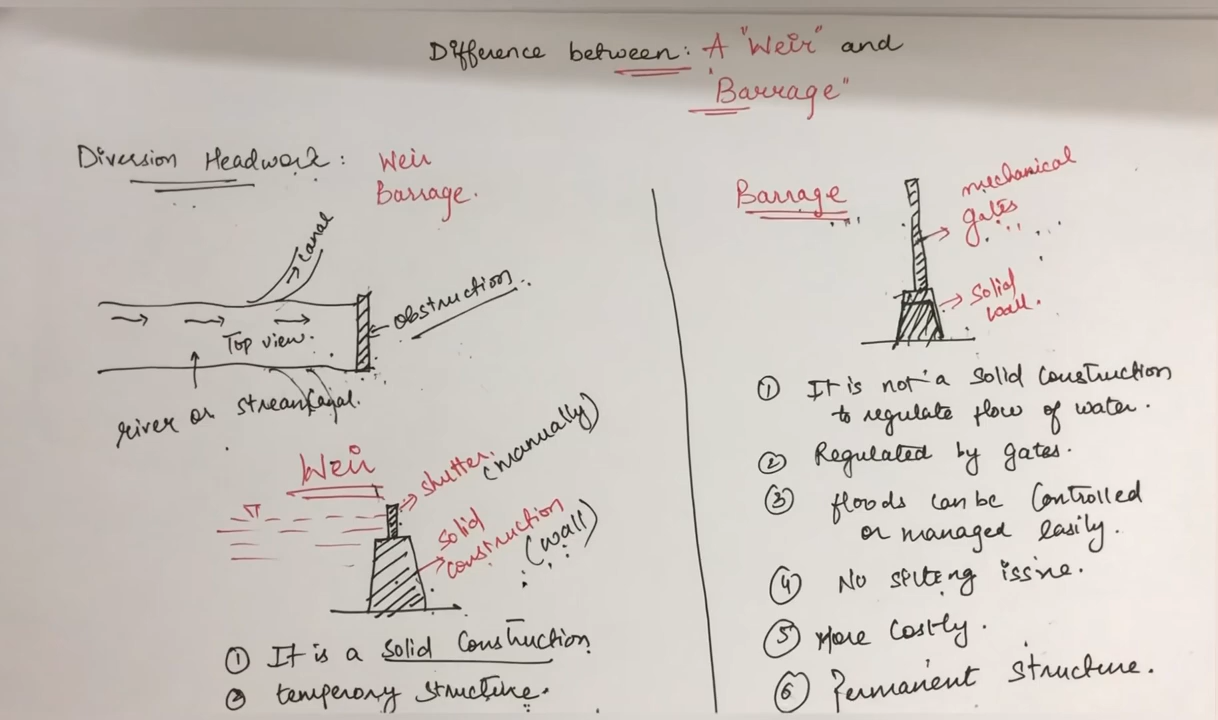 Difference between: A "Weir" and
"Barrage"
Diversion Headwork: Weir
Barrage.
Canal
obstruction.
Top view.
river or stream
Canal.
Weir
shutter.
(manually)
solid
construction
(wall)
① It is a solid construction
② temperory structure.
Barrage
mechanical
gates
solid
wall.
① It is not a solid construction
to regulate flow of water.
② Regulated by gates.
③ floods can be controlled
or managed easily.
④ No silting issue.
⑤ More costly.
⑥ Permanent structure.